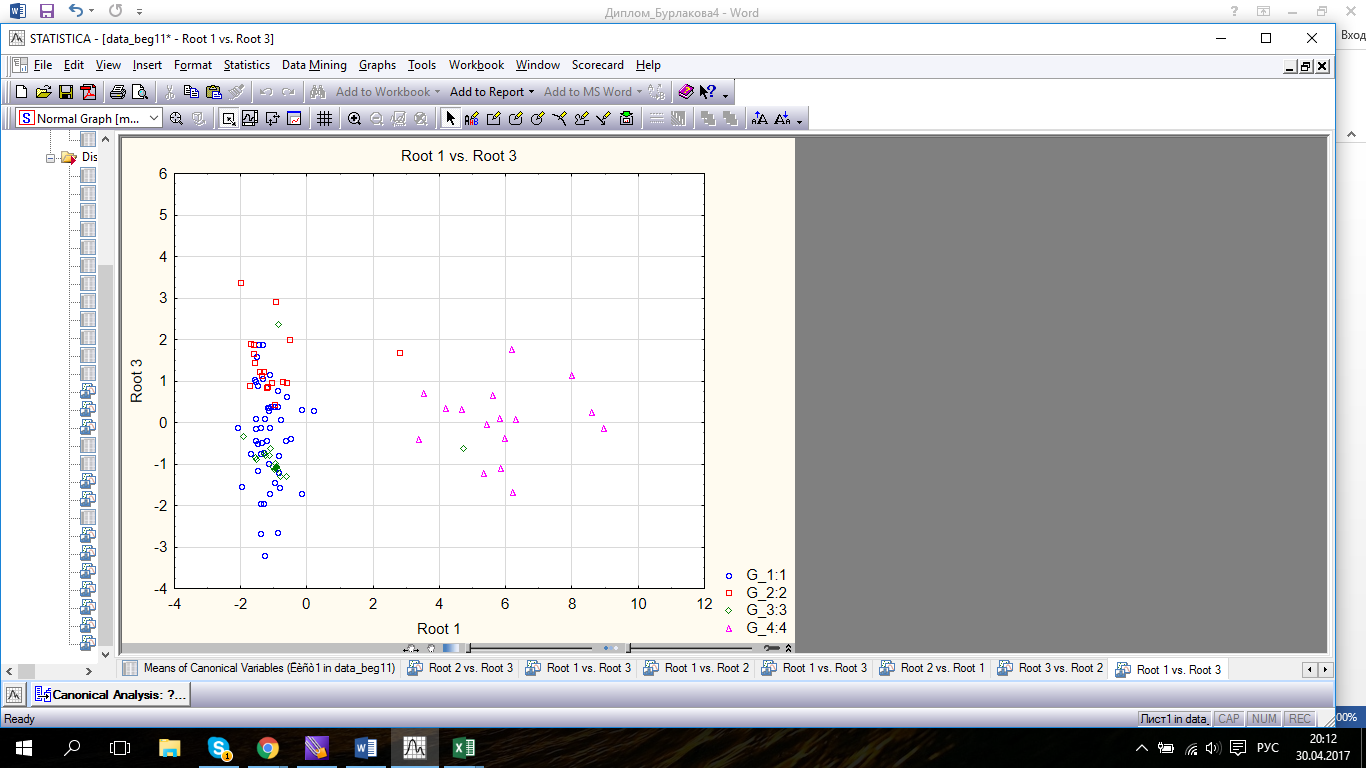 Диплом_Бурлакова4 - Word
Вход
STATISTICA - [data_beg11* - Root 1 vs. Root 3]
File Edit View Insert Format Statistics Data Mining Graphs Tools Workbook Window Scorecard Help
Add to Workbook Add to Report Add to MS Word
Normal Graph [m...
Dis
Root 1 vs. Root 3
6
5
4
3
2
1
0
-1
-2
-3
-4
Root 3
-4 -2 0 2 4 6 8 10 12
Root 1
G_1:1
G_2:2
G_3:3
G_4:4
Means of Canonical Variables (Ëèñò1 in data_beg11) Root 2 vs. Root 3 Root 1 vs. Root 3 Root 1 vs. Root 2 Root 1 vs. Root 3 Root 2 vs. Root 1 Root 3 vs. Root 2 Root 1 vs. Root 3
Canonical Analysis: ?...
Ready Лист1 in data_ CAP NUM REC
00%
1
РУС
20:12
30.04.2017